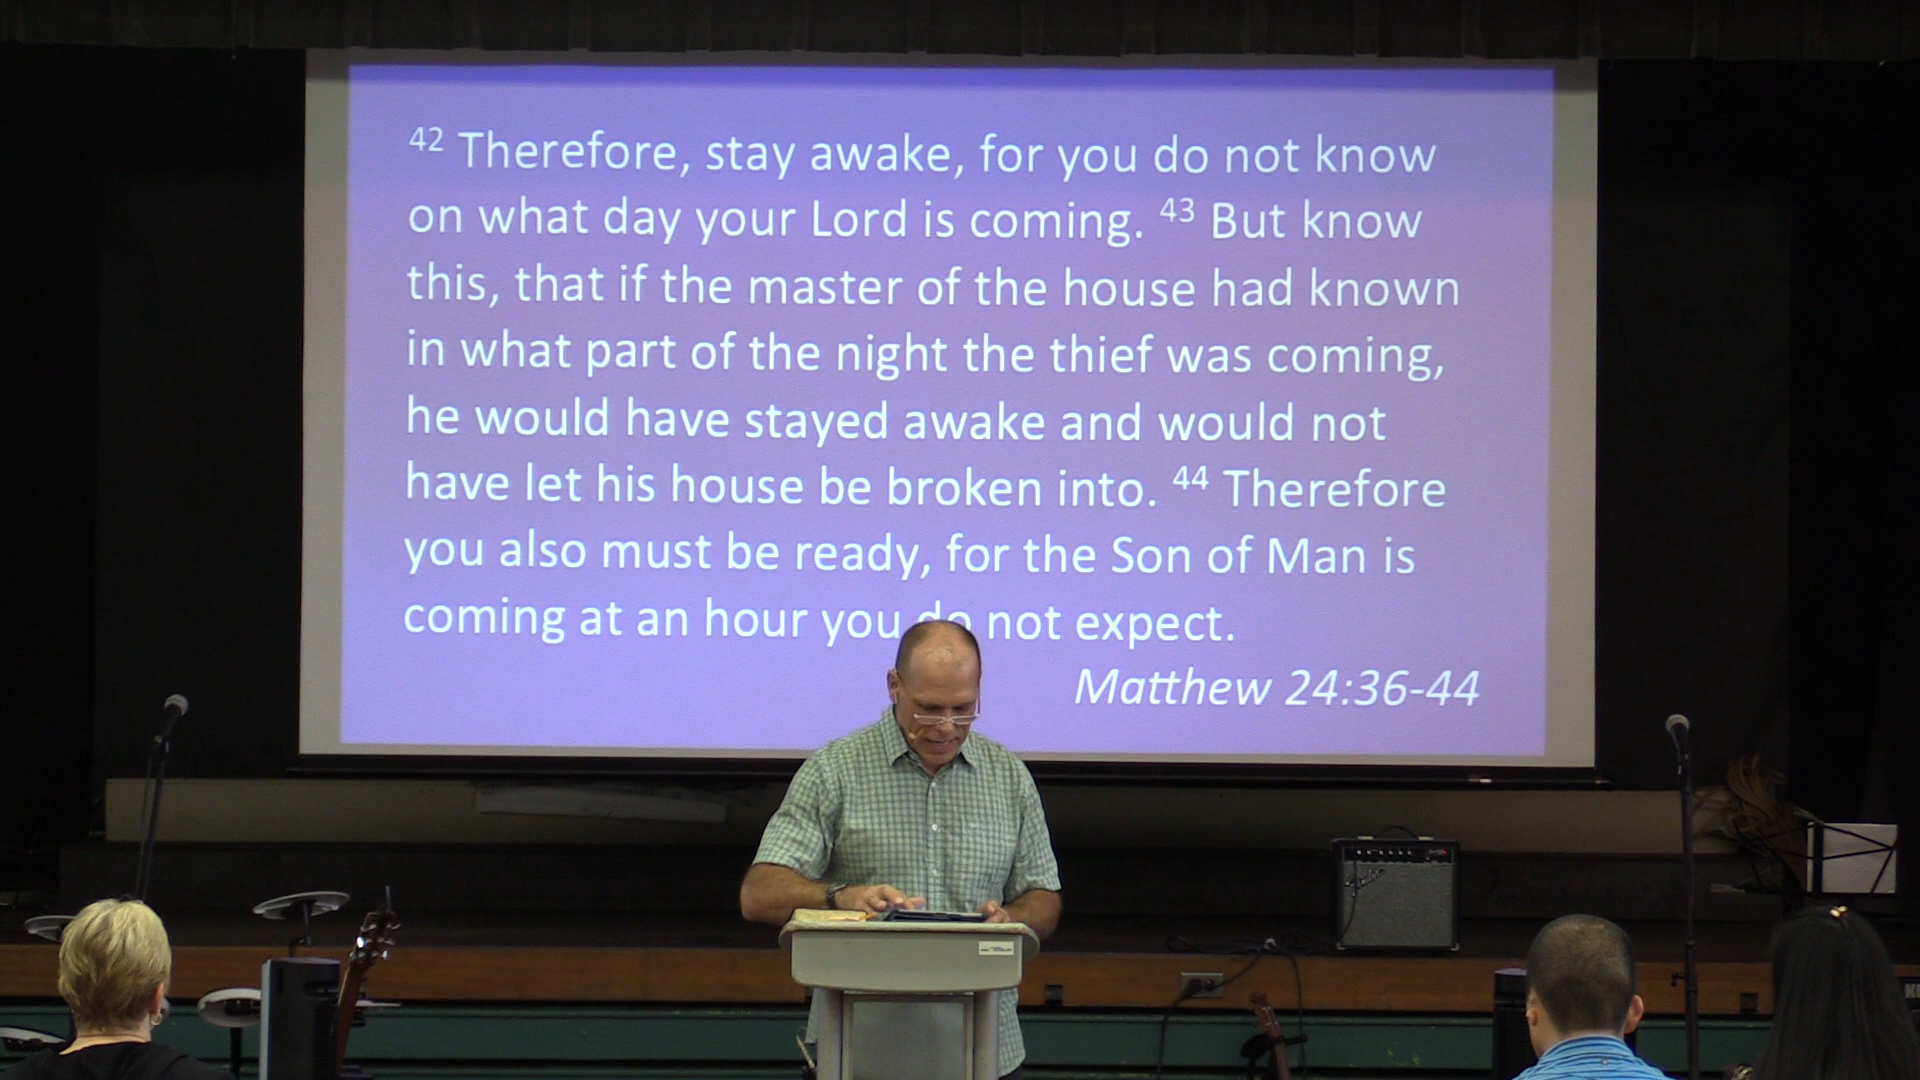 42 Therefore, stay awake, for you do not know
on what day your Lord is coming. 43 But know
this, that if the master of the house had known
in what part of the night the thief was coming,
he would have stayed awake and would not
have let his house be broken into. 44 Therefore
you also must be ready, for the Son of Man is
coming at an hour you do not expect.
Matthew 24:36-44